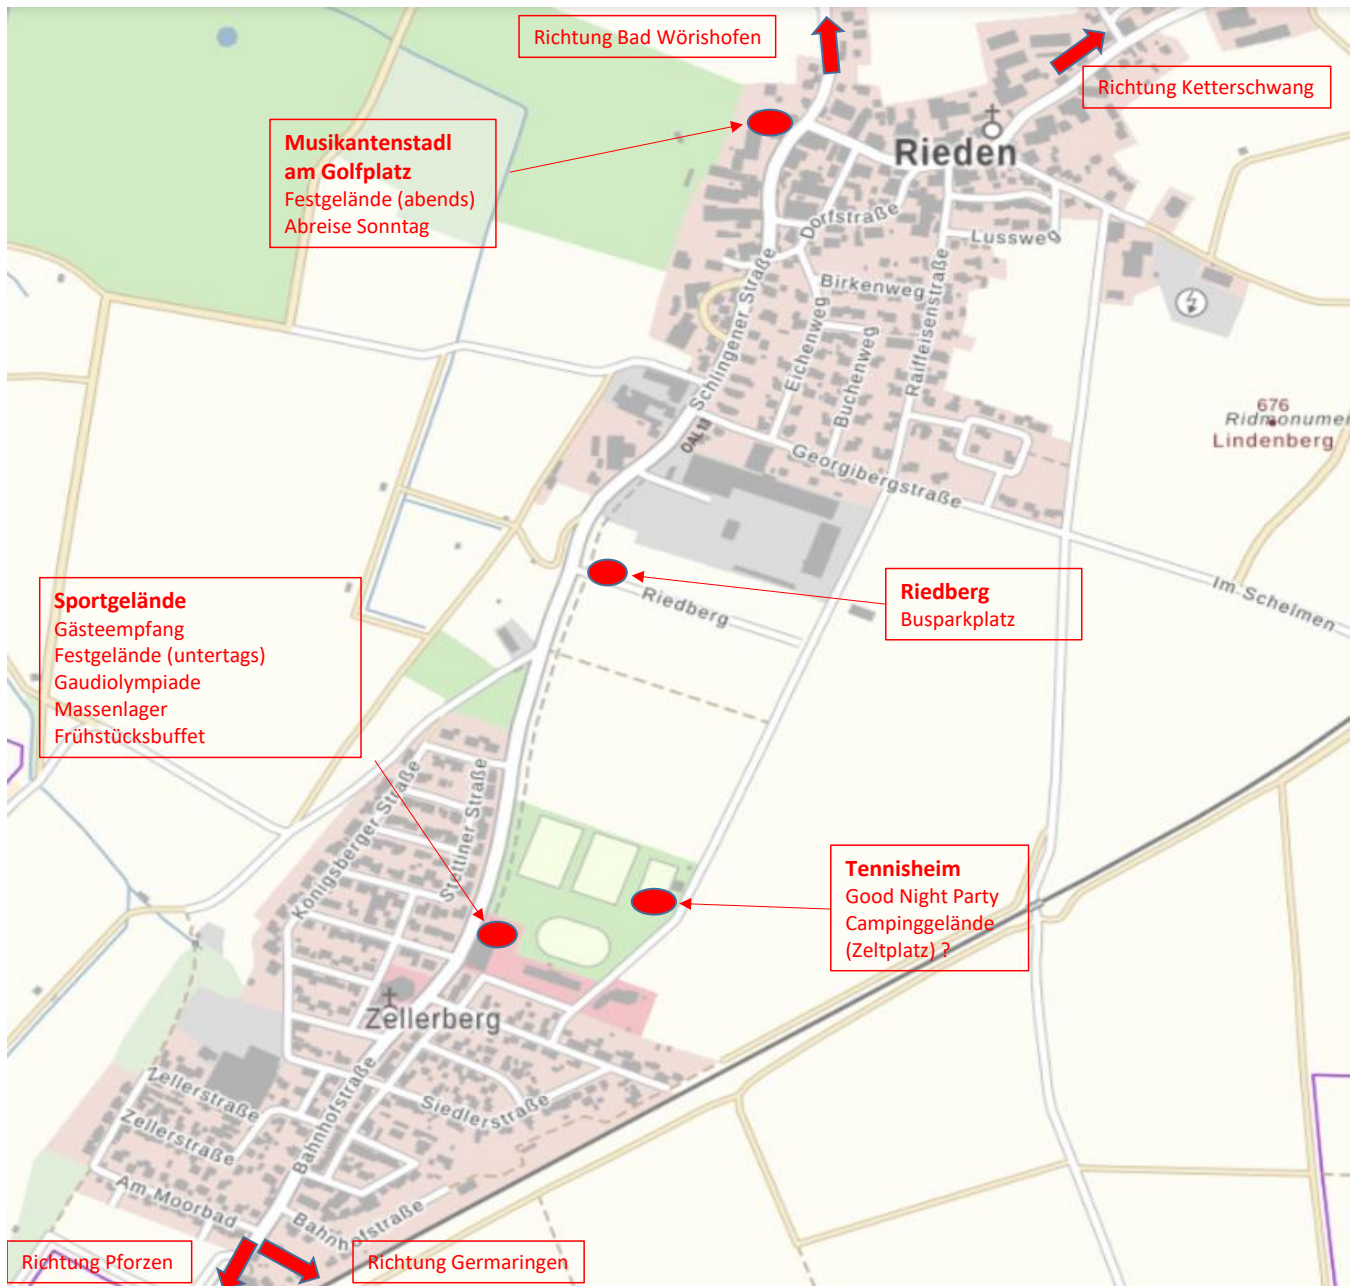 Richtung Bad Wörishofen
Richtung Ketterschwang
Musikantenstadl
am Golfplatz
Festgelände (abends)
Abreise Sonntag
Rieden
Dorfstraße
Lussweg
Birkenweg
Schlingener Straße
Eichenweg
Buchenweg
Raiffeisenstraße
OAL13
Georgibergstraße
676
Ridmonumen
Lindenberg
Im Schelmen
Riedberg
Sportgelände
Gästeempfang
Festgelände (untertags)
Gaudiolympiade
Massenlager
Frühstücksbuffet
Riedberg
Busparkplatz
Königsberger Straße
Stettiner Straße
Tennisheim
Good Night Party
Campinggelände
(Zeltplatz) ?
Zellerberg
Zellerstraße
Zellerstraße
Bahnhofstraße
Siedlerstraße
Am Moorbad
Bahnhofstraße
Richtung Pforzen
Richtung Germaringen